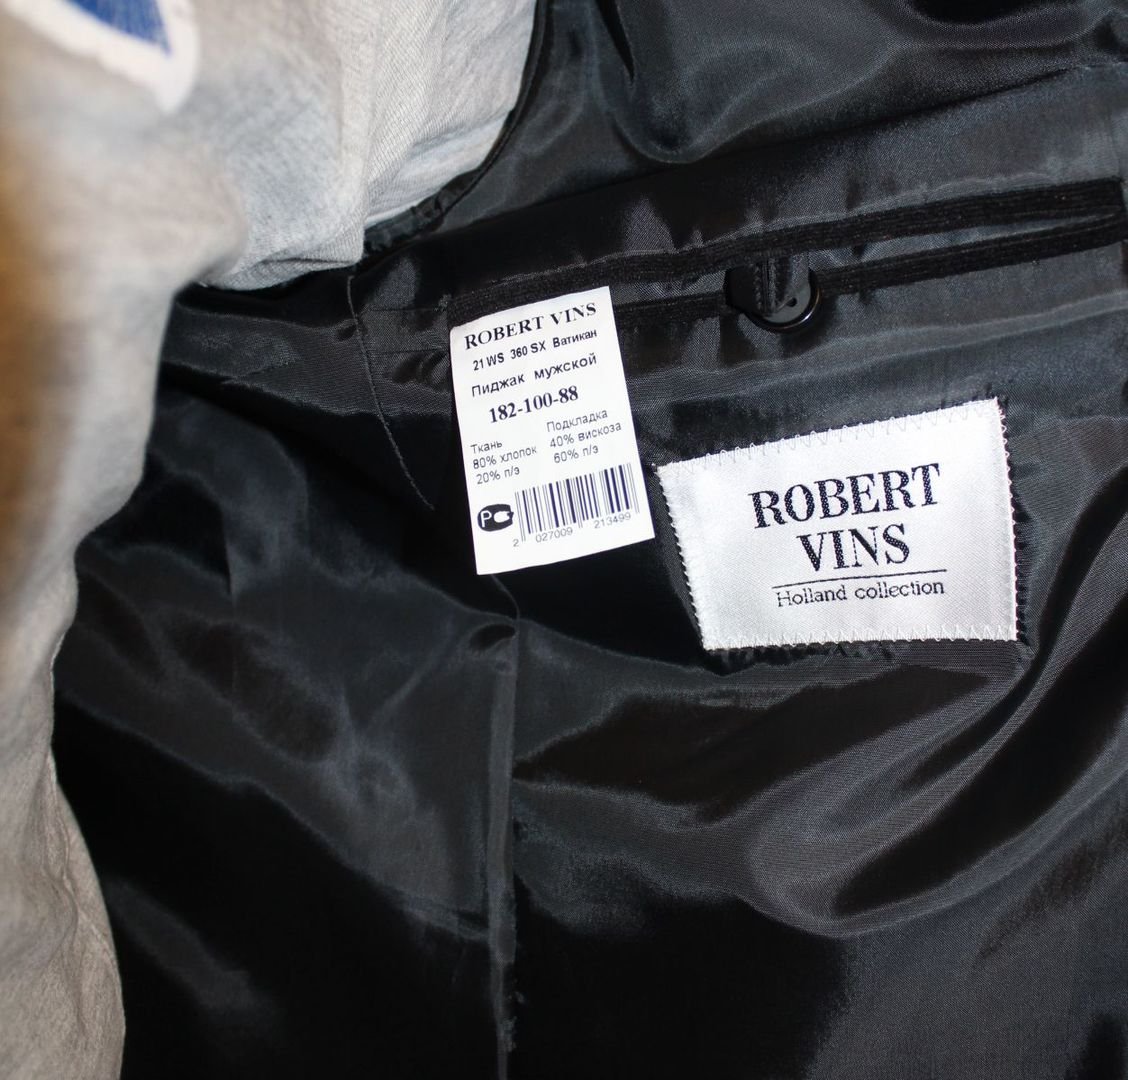 ROBERT VINS
21 WS 360 SX Ватикан
Пиджак мужской
182-100-88
Ткань Подкладка
80% хлопок 40% вискоза
20% п/э 60% п/э
2 027009 213499
ROBERT
VINS
Holland collection